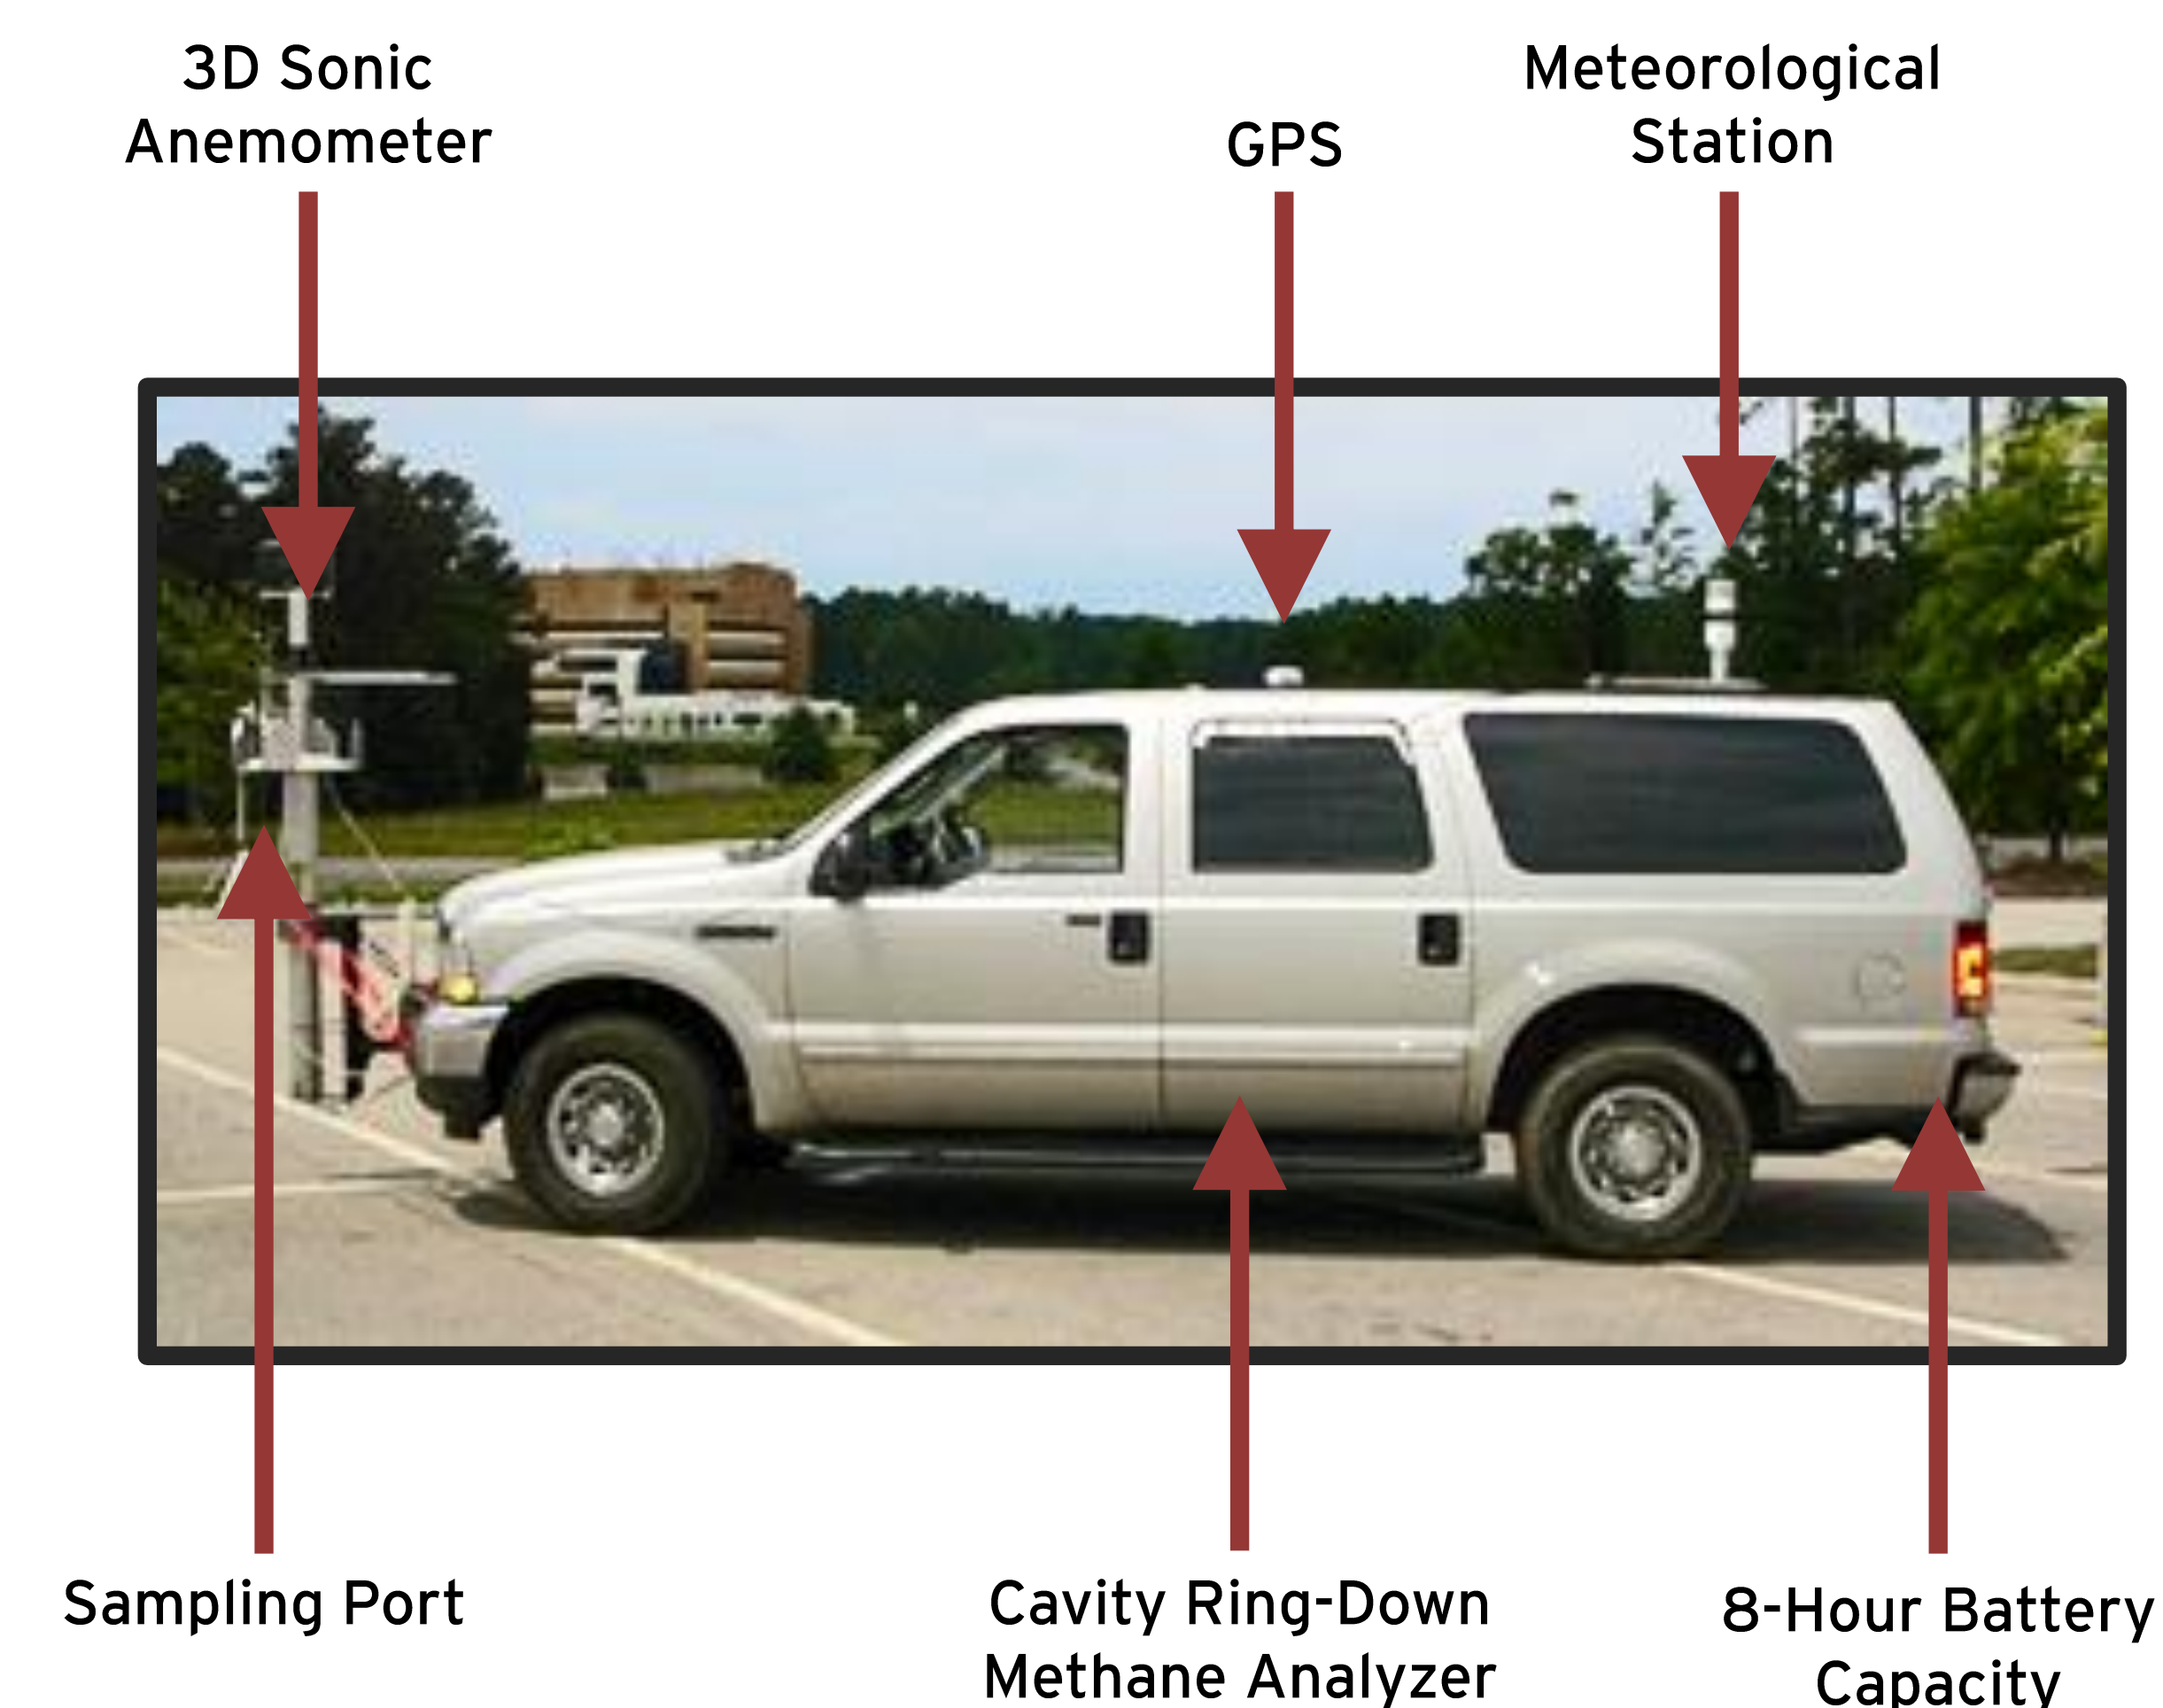 3D Sonic
Anemometer
GPS
Meteorological
Station
Sampling Port
Cavity Ring-Down
Methane Analyzer
8-Hour Battery
Capacity